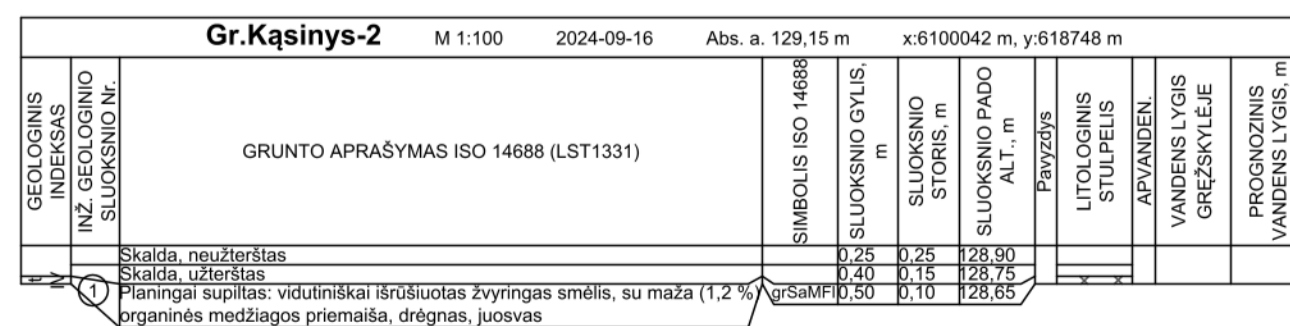 Gr.Kąsinys-2 M 1:100 2024-09-16 Abs. a. 129,15 m x:6100042 m, y:618748 m
GEOLOGINIS
INDEKSAS
INŽ. GEOLOGINIO
SLUOKSNIO Nr.
GRUNTO APRAŠYMAS ISO 14688 (LST1331)
SIMBOLIS ISO 14688
SLUOKSNIO GYLIS,
m
SLUOKSNIO
STORIS, m
SLUOKSNIO PADO
ALT., m
Pavyzdys
LITOLOGINIS
STULPELIS
APVANDEN.
VANDENS LYGIS
GRĘŽSKYLĖJE
PROGNOZINIS
VANDENS LYGIS, m
Skalda, neužterštas 0,25 0,25 128,90
Skalda, užterštas 0,40 0,15 128,75
t IV
1 Planingai supiltas: vidutiniškai išrūšiuotas žvyringas smėlis, su maža (1,2 %) grSaMFl 0,50 0,10 128,65
organinės medžiagos priemaiša, drėgnas, juosvas